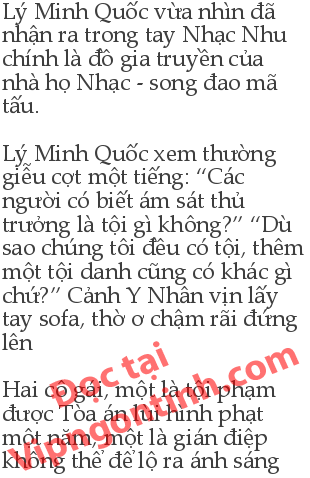 Lý Minh Quốc vừa nhìn đã
nhận ra trong tay Nhạc Nhu
chính là đồ gia truyền của
nhà họ Nhạc - song đao mã
tấu.
Lý Minh Quốc xem thường
giễu cợt một tiếng: “Các
người có biết ám sát thủ
trưởng là tội gì không?” “Dù
sao chúng tôi đều có tội, thêm
một tội danh cũng có khác gì
chứ?” Cảnh Y Nhân vịn lấy
tay sofa, thờ ơ chậm rãi đứng
lên
Hai cô gái, một là tội phạm
được Tòa án lui hình phạt
một năm, một là gián điệp
không thể để lộ ra ánh sáng
Đọc tại
Vipngontinh.com